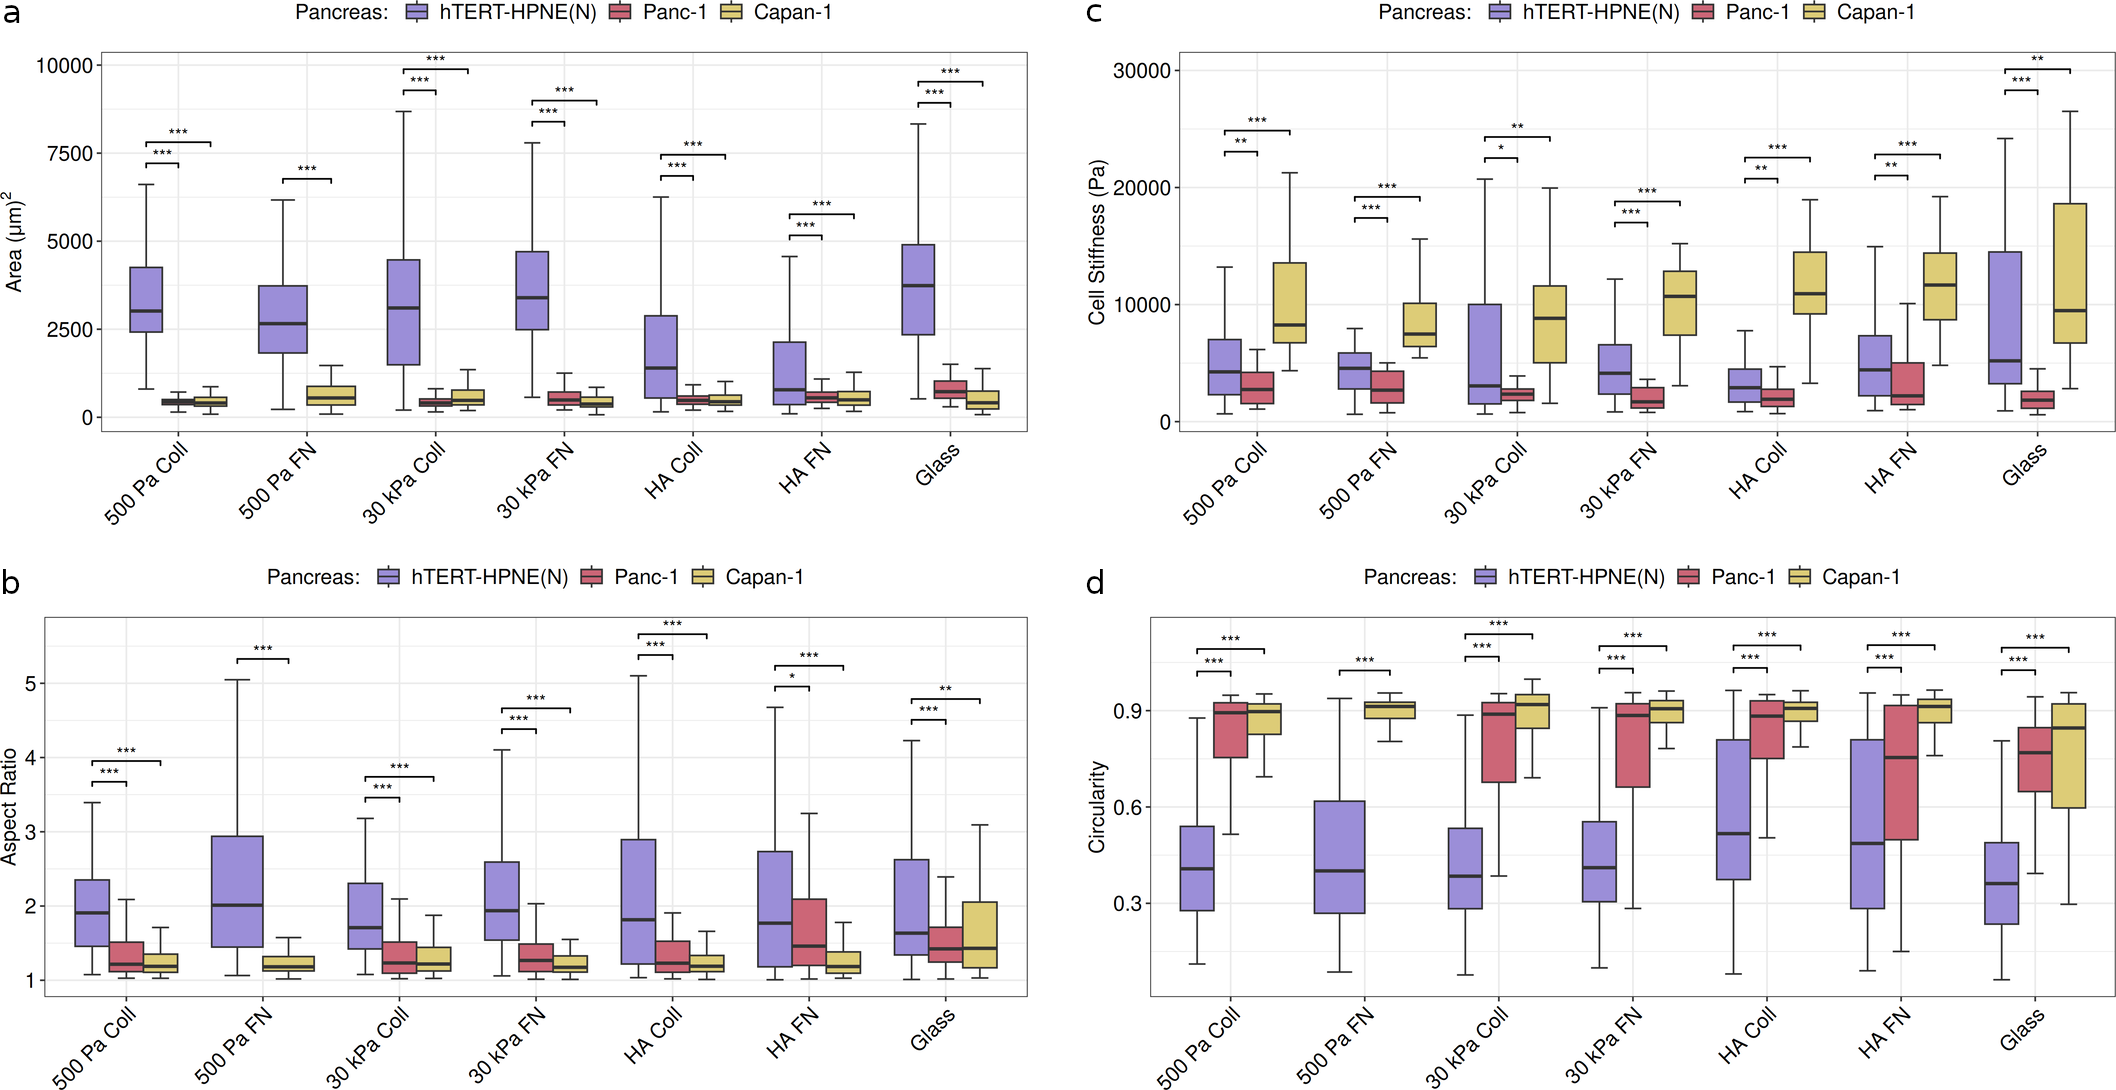 a
Pancreas: hTERT-HPNE(N) Panc-1 Capan-1
Area (µm)²
10000
7500
5000
2500
0
*** *** *** *** *** *** *** *** *** *** *** *** ***
500 Pa Coll
500 Pa FN
30 kPa Coll
30 kPa FN
HA Coll
HA FN
Glass
b
Pancreas: hTERT-HPNE(N) Panc-1 Capan-1
Aspect Ratio
5
4
3
2
1
*** *** *** *** *** *** *** *** *** *** * ** ***
500 Pa Coll
500 Pa FN
30 kPa Coll
30 kPa FN
HA Coll
HA FN
Glass
c
Pancreas: hTERT-HPNE(N) Panc-1 Capan-1
Cell Stiffness (Pa)
30000
20000
10000
0
*** ** *** *** ** * *** *** *** ** *** ** ** ***
500 Pa Coll
500 Pa FN
30 kPa Coll
30 kPa FN
HA Coll
HA FN
Glass
d
Pancreas: hTERT-HPNE(N) Panc-1 Capan-1
Circularity
0.9
0.6
0.3
*** *** *** *** *** *** *** *** *** *** *** *** ***
500 Pa Coll
500 Pa FN
30 kPa Coll
30 kPa FN
HA Coll
HA FN
Glass